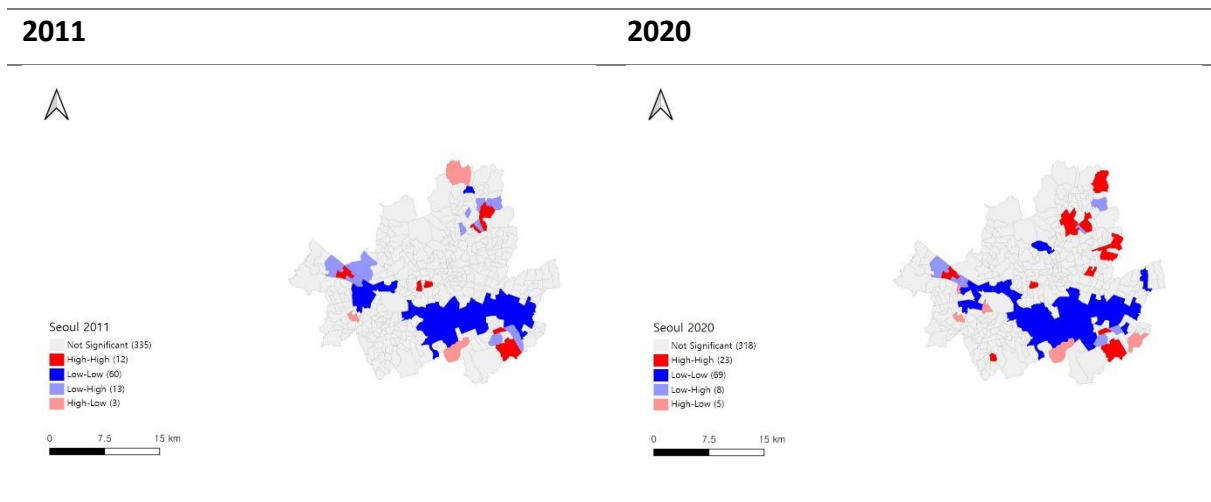 2011
2020
Seoul 2011
Not Significant (335)
High-High (12)
Low-Low (60)
Low-High (13)
High-Low (3)
0 7.5 15 km
Seoul 2020
Not Significant (318)
High-High (23)
Low-Low (69)
Low-High (8)
High-Low (5)
0 7.5 15 km